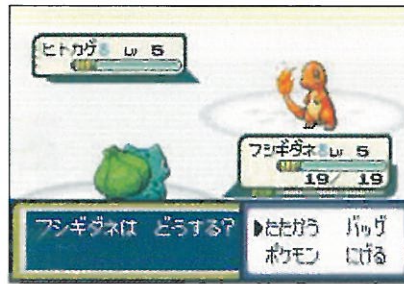 ヒトカゲ♂ Lv 5
フシギダネ♂ Lv 5
19/ 19
フシギダネは どうする?
▶たたかう バッグ
ポケモン にげる